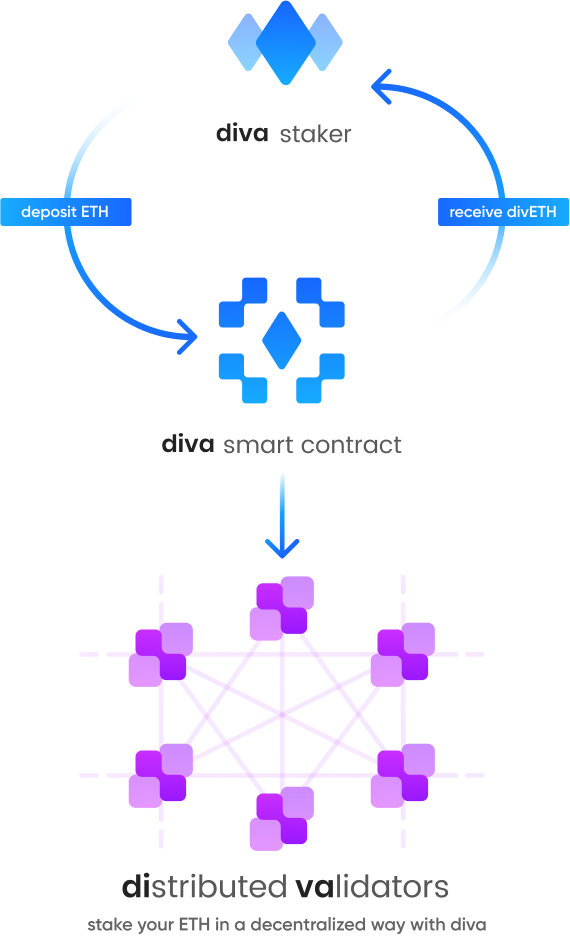 diva staker
deposit ETH
receive divETH
diva smart contract
distributed validators
stake your ETH in a decentralized way with diva